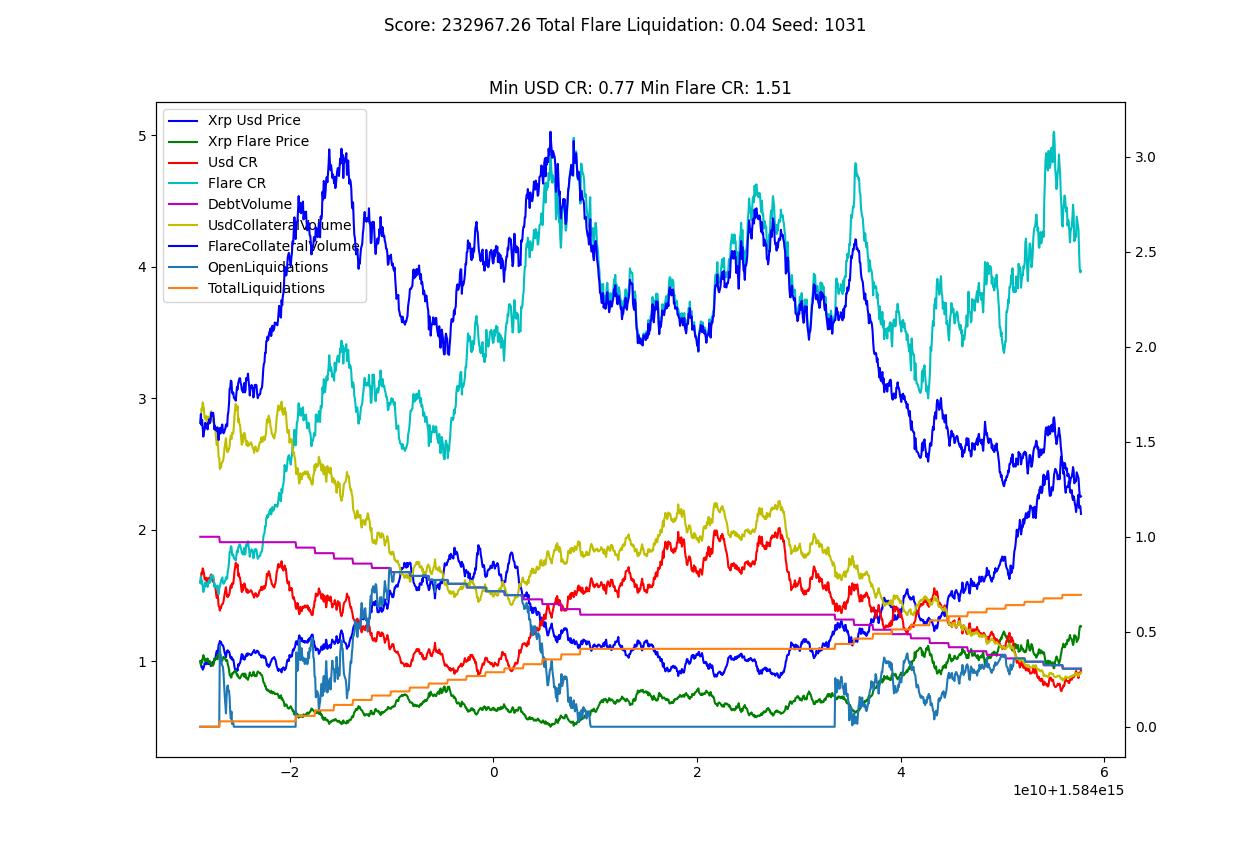 Score: 232967.26 Total Flare Liquidation: 0.04 Seed: 1031
Min USD CR: 0.77 Min Flare CR: 1.51
Xrp Usd Price
Xrp Flare Price
Usd CR
Flare CR
DebtVolume
UsdCollateralVolume
FlareCollateralVolume
OpenLiquidations
TotalLiquidations
5
4
3
2
1
3.0
2.5
2.0
1.5
1.0
0.5
0.0
−2 0 2 4 6
1e10+1.584e15